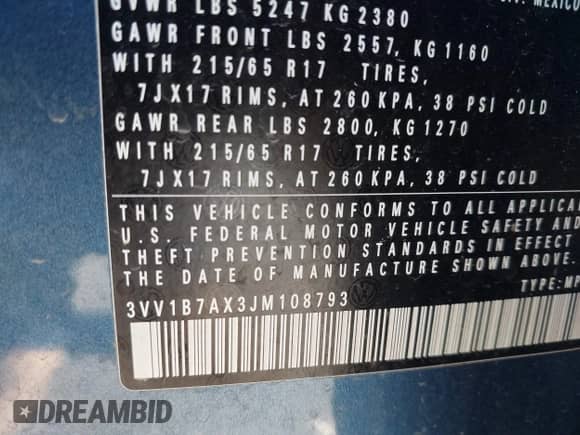 GVWR LBS 5247 KG 2380
MEXICO
GAWR FRONT LBS 2557, KG 1160
WITH 215/65 R17 TIRES,
7JX17 RIMS, AT 260 KPA, 38 PSI COLD
GAWR REAR LBS 2800, KG 1270
WITH 215/65 R17 TIRES,
7JX17 RIMS, AT 260 KPA, 38 PSI COLD
THIS VEHICLE CONFORMS TO ALL APPLICA
U.S. FEDERAL MOTOR VEHICLE SAFETY AND
THEFT PREVENTION STANDARDS IN EFFECT
THE DATE OF MANUFACTURE SHOWN ABOVE.
3VV1B7AX3JM108793
TYPE: MP
DREAMBID